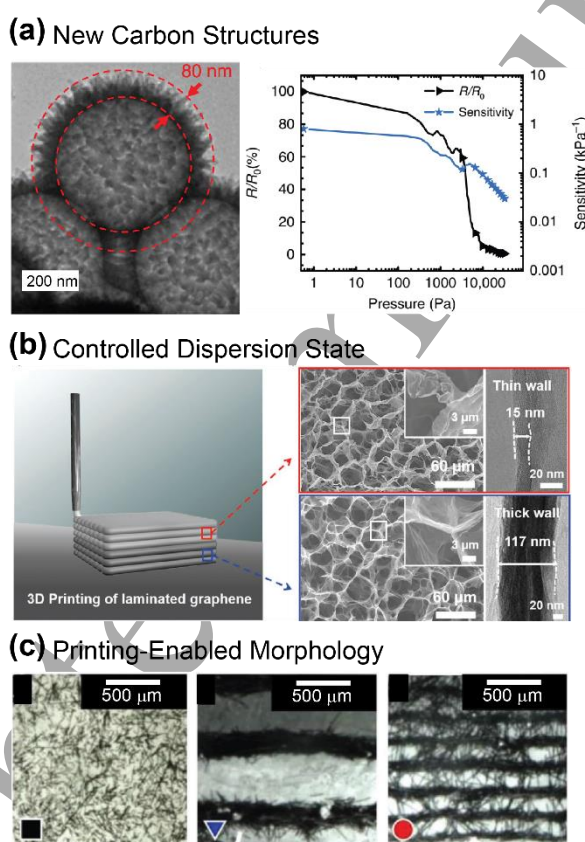 (a) New Carbon Structures
80 nm
200 nm
R/R₀(%)
100
80
60
40
20
0
R/R₀
Sensitivity
5
1
0.1
0.01
0.001
Sensitivity (kPa⁻¹)
1
10
100
1000
10,000
Pressure (Pa)
(b) Controlled Dispersion State
3D Printing of laminated graphene
3 μm
60 μm
Thin wall
15 nm
20 nm
3 μm
60 μm
Thick wall
117 nm
20 nm
(c) Printing-Enabled Morphology
500 μm
500 μm
500 μm